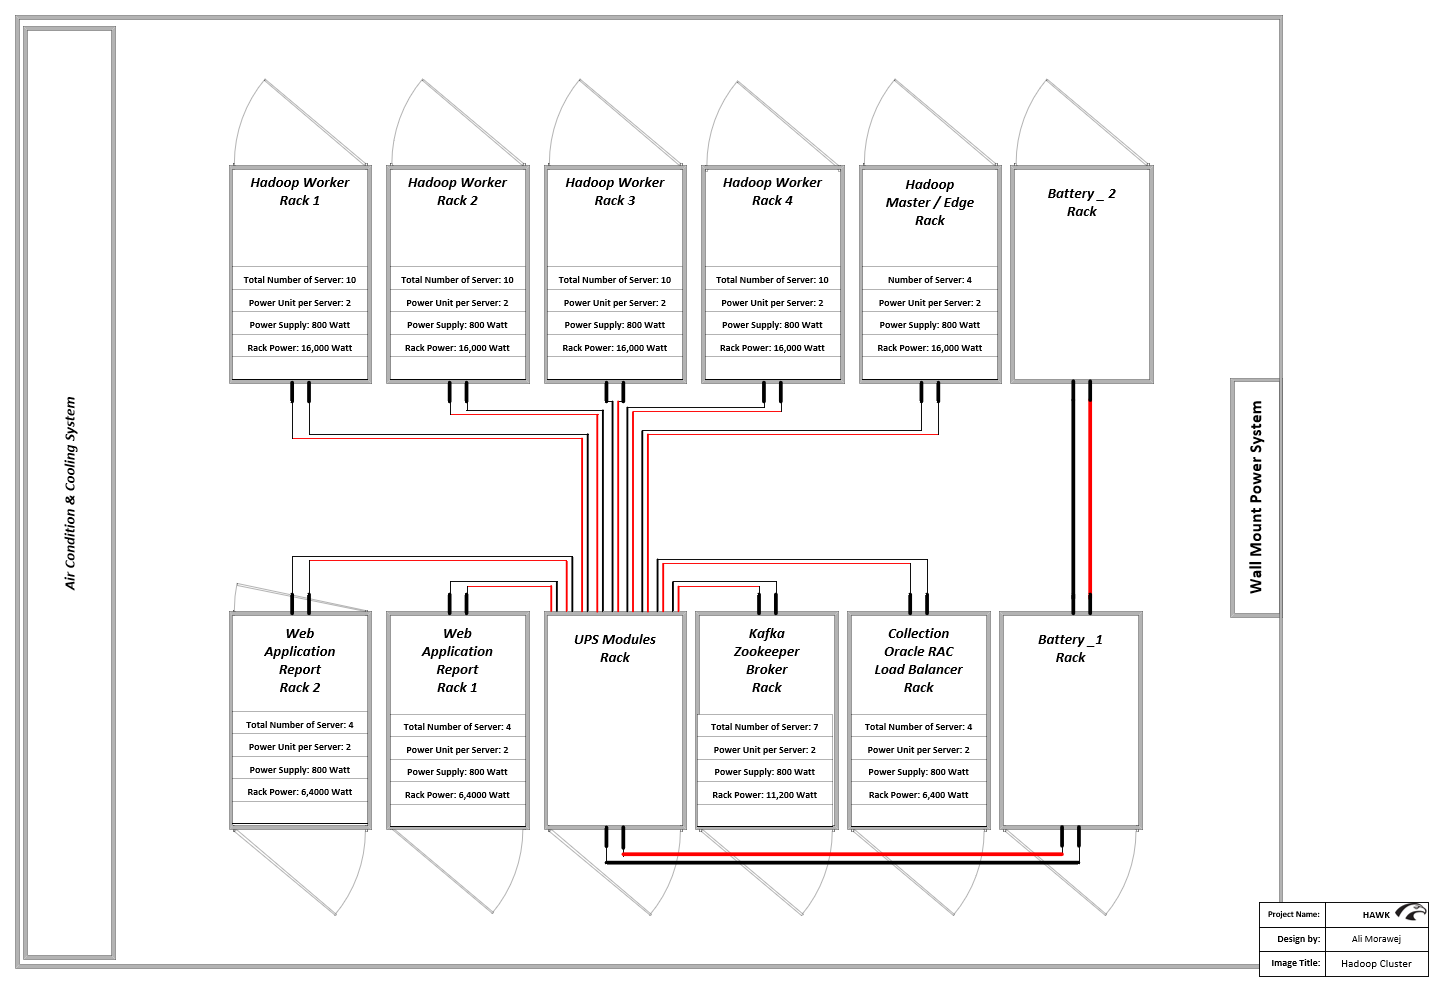 Air Condition & Cooling System
Hadoop Worker
Rack 1
Total Number of Server: 10
Power Unit per Server: 2
Power Supply: 800 Watt
Rack Power: 16,000 Watt
Hadoop Worker
Rack 2
Total Number of Server: 10
Power Unit per Server: 2
Power Supply: 800 Watt
Rack Power: 16,000 Watt
Hadoop Worker
Rack 3
Total Number of Server: 10
Power Unit per Server: 2
Power Supply: 800 Watt
Rack Power: 16,000 Watt
Hadoop Worker
Rack 4
Total Number of Server: 10
Power Unit per Server: 2
Power Supply: 800 Watt
Rack Power: 16,000 Watt
Hadoop
Master / Edge
Rack
Number of Server: 4
Power Unit per Server: 2
Power Supply: 800 Watt
Rack Power: 16,000 Watt
Battery _ 2
Rack
Wall Mount Power System
Web
Application
Report
Rack 2
Total Number of Server: 4
Power Unit per Server: 2
Power Supply: 800 Watt
Rack Power: 6,4000 Watt
Web
Application
Report
Rack 1
Total Number of Server: 4
Power Unit per Server: 2
Power Supply: 800 Watt
Rack Power: 6,4000 Watt
UPS Modules
Rack
Kafka
Zookeeper
Broker
Rack
Total Number of Server: 7
Power Unit per Server: 2
Power Supply: 800 Watt
Rack Power: 11,200 Watt
Collection
Oracle RAC
Load Balancer
Rack
Total Number of Server: 4
Power Unit per Server: 2
Power Supply: 800 Watt
Rack Power: 6,400 Watt
Battery _1
Rack
Project Name: HAWK
Design by: Ali Morawej
Image Title: Hadoop Cluster